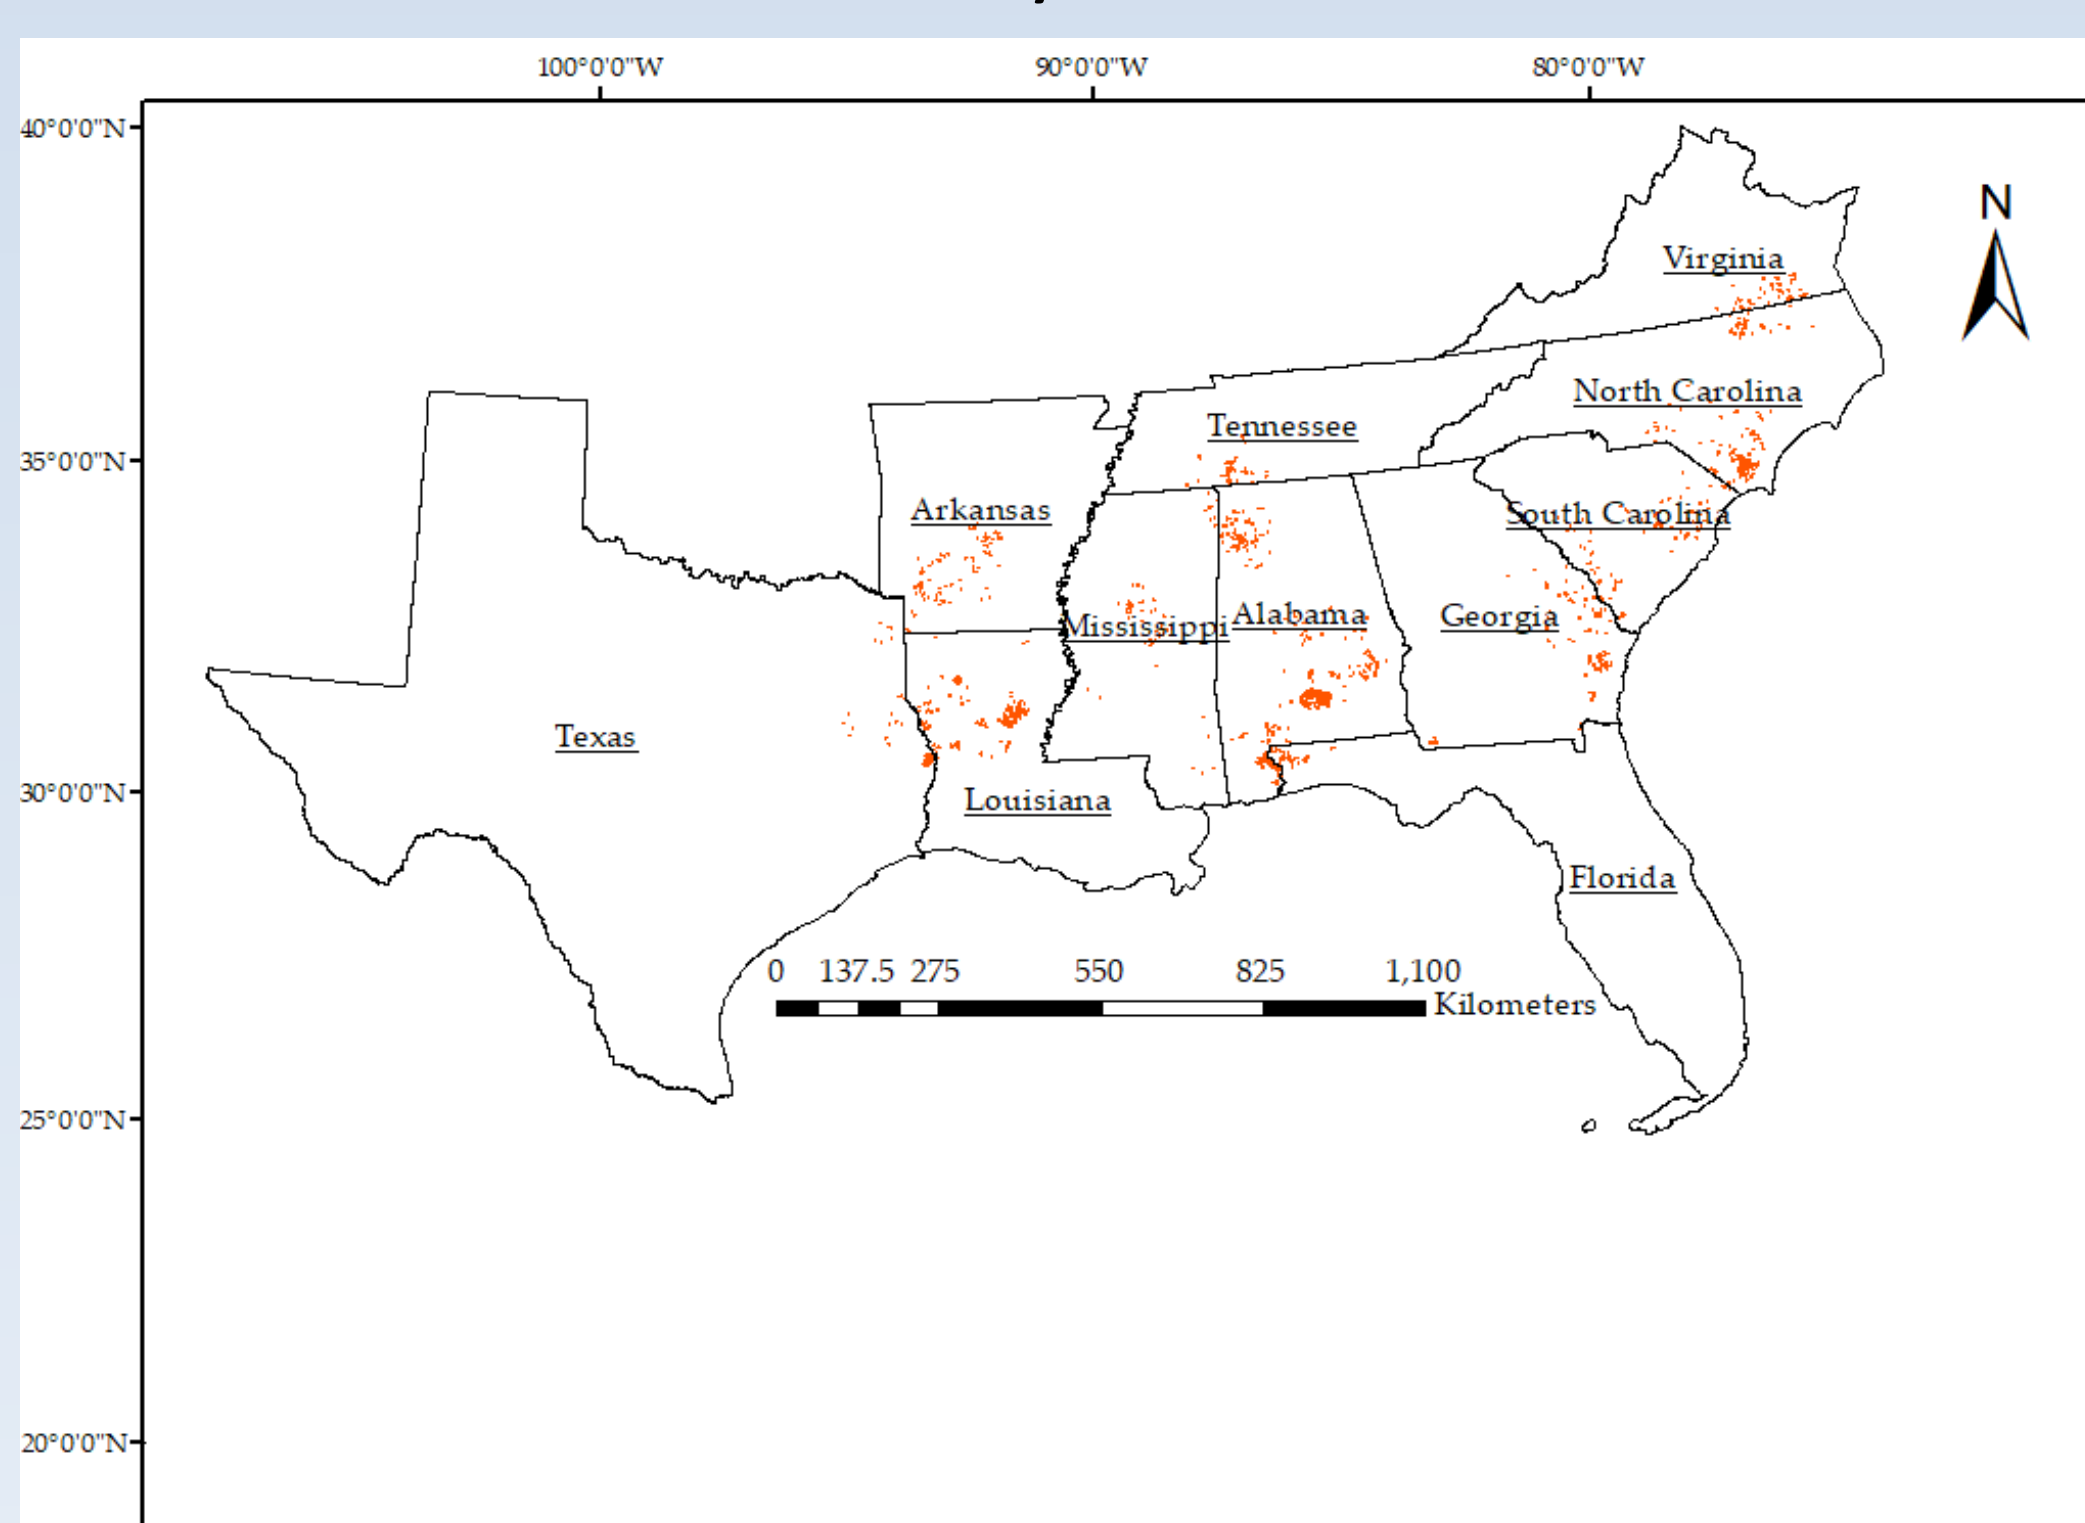 100°0'0"W 90°0'0"W 80°0'0"W
40°0'0"N
N
Virginia
North Carolina
Tennessee
35°0'0"N
Arkansas
South Carolina
Mississippi
Alabama
Georgia
Texas
30°0'0"N
Louisiana
Florida
0 137.5 275 550 825 1,100
Kilometers
25°0'0"N
20°0'0"N